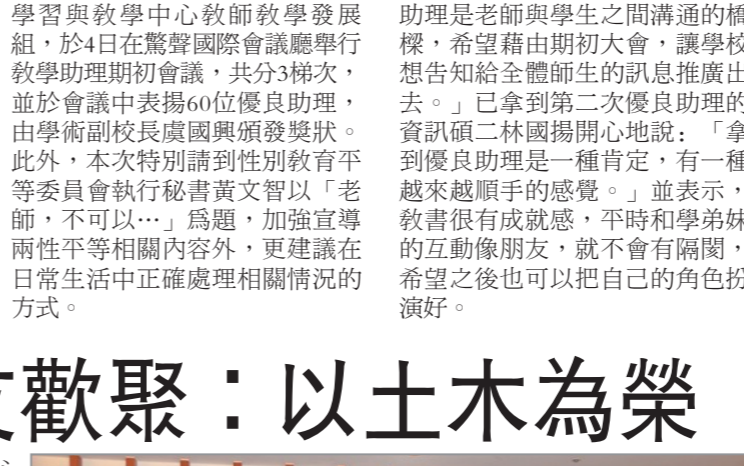 學習與教學中心教師教學發展
組，於4日在驚聲國際會議廳舉行
教學助理期初會議，共分3梯次，
並於會議中表揚60位優良助理，
由學術副校長虞國興頒發獎狀。
此外，本次特別請到性別教育平
等委員會執行秘書黃文智以「老
師，不可以…」為題，加強宣導
兩性平等相關內容外，更建議在
日常生活中正確處理相關情況的
方式。
助理是老師與學生之間溝通的橋
樑，希望藉由期初大會，讓學校
想告知給全體師生的訊息推廣出
去。」已拿到第二次優良助理的
資訊碩二林國揚開心地說：「拿
到優良助理是一種肯定，有一種
越來越順手的感覺。」並表示，
教書很有成就感，平時和學弟妹
的互動像朋友，就不會有隔閡，
希望之後也可以把自己的角色扮
演好。
友歡聚：以土木為榮